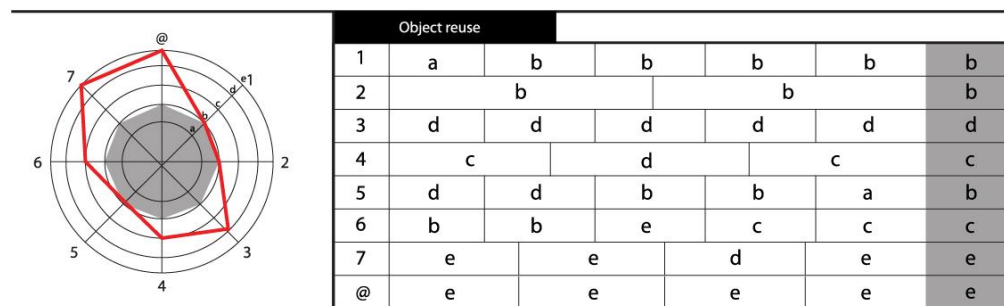 Object reuse
@
1
2
3
4
5
6
7
a
b
c
d
e
1 a b b b b b
2 b b b
3 d d d d d d
4 c d c c
5 d d b b a b
6 b b e c c c
7 e e d e e
@ e e e e e